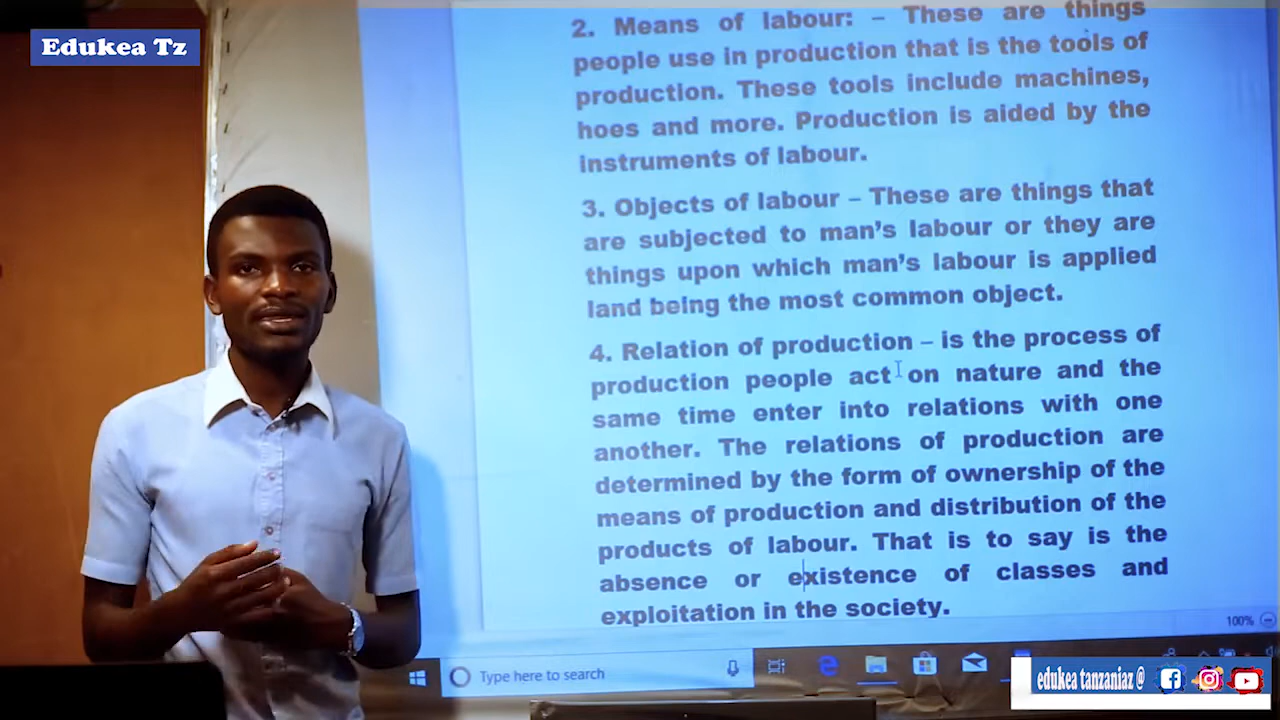 Edukea Tz
2. Means of labour: – These are things
people use in production that is the tools of
production. These tools include machines,
hoes and more. Production is aided by the
instruments of labour.
3. Objects of labour – These are things that
are subjected to man's labour or they are
things upon which man's labour is applied
land being the most common object.
4. Relation of production – is the process of
production people act on nature and the
same time enter into relations with one
another. The relations of production are
determined by the form of ownership of the
means of production and distribution of the
products of labour. That is to say is the
absence or existence of classes and
exploitation in the society.
100%
Type here to search
edukea tanzaniaz @